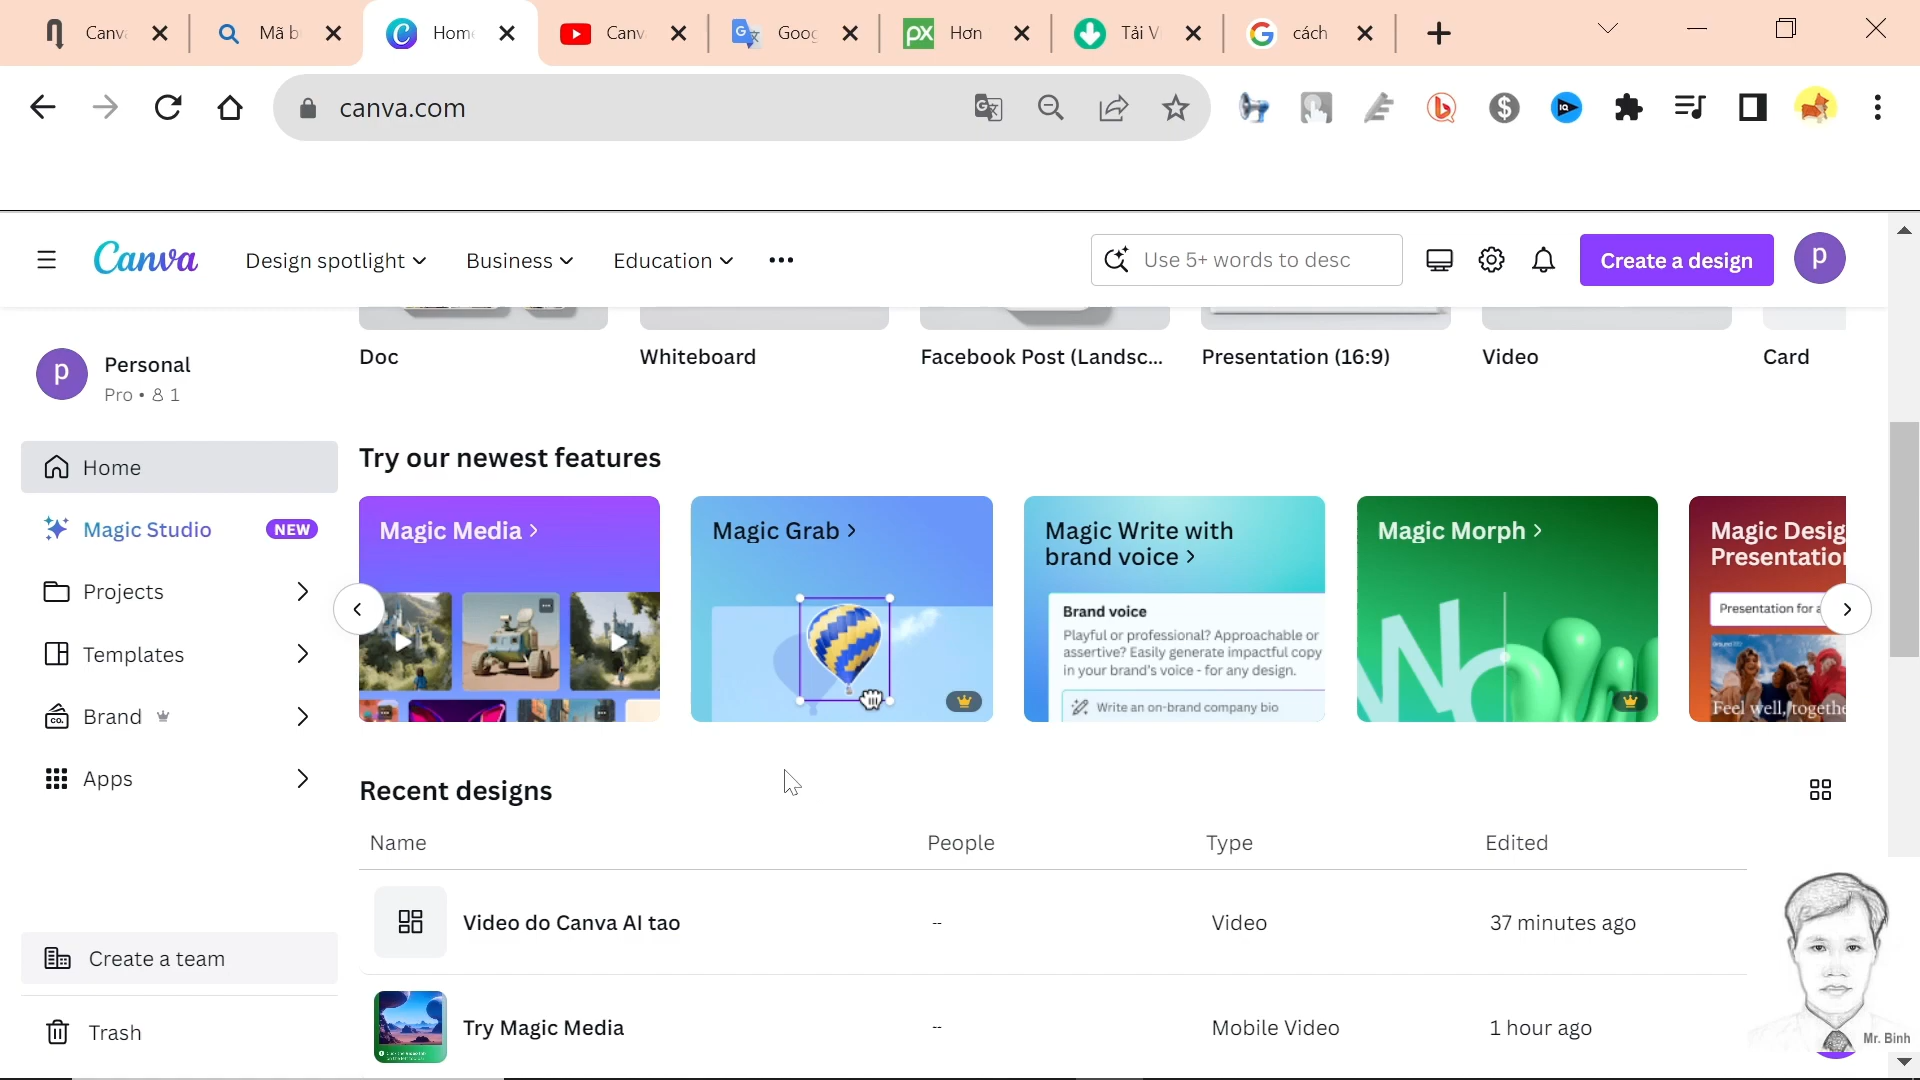 Canv
Mã b
Hom
Canv
Goog
Hơn
Tải V
cách
canva.com
Canva
Design spotlight
Business
Education
Use 5+ words to desc
Create a design
p
p
Personal
Pro • 1
Home
Magic Studio
NEW
Projects
Templates
Brand
Apps
Create a team
Trash
Doc
Whiteboard
Facebook Post (Landsc...
Presentation (16:9)
Video
Card
Try our newest features
Magic Media
Magic Grab
Magic Write with
brand voice
Brand voice
Playful or professional? Approachable or
assertive? Easily generate impactful copy
in your brand's voice - for any design.
Write an on-brand company bio
Magic Morph
WOW
Magic Desig
Presentation
Presentation for a
Feel well, togethe
Recent designs
Name
People
Type
Edited
Video do Canva AI tao
--
Video
37 minutes ago
Try Magic Media
--
Mobile Video
1 hour ago
Mr. Binh